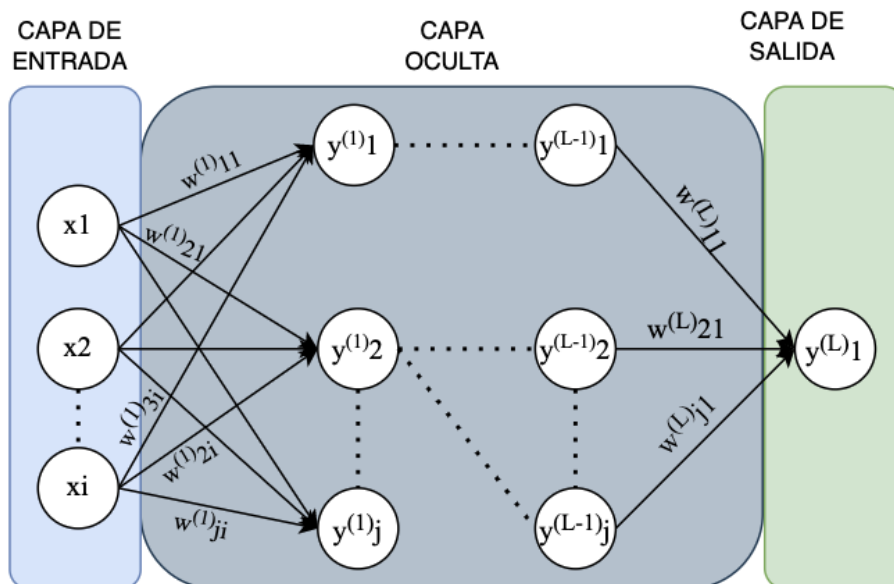 CAPA DE
ENTRADA
CAPA
OCULTA
CAPA DE
SALIDA
x1
x2
xi
w⁽¹⁾11
w⁽¹⁾21
w⁽¹⁾3i
w⁽¹⁾2i
w⁽¹⁾ji
y⁽¹⁾1
y⁽¹⁾2
y⁽¹⁾j
y⁽ᴸ⁻¹⁾1
y⁽ᴸ⁻¹⁾2
y⁽ᴸ⁻¹⁾j
w⁽ᴸ⁾11
w⁽ᴸ⁾21
w⁽ᴸ⁾j1
y⁽ᴸ⁾1